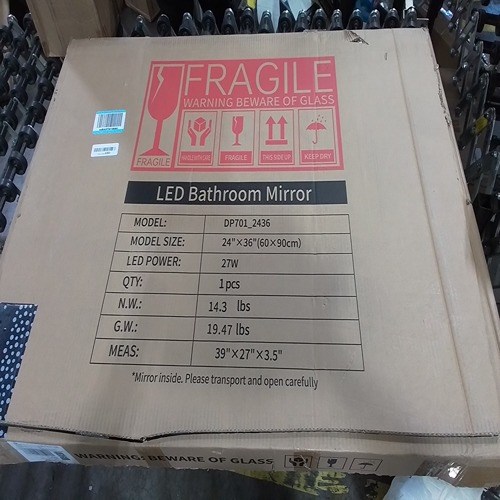 FRAGILE
WARNING BEWARE OF GLASS
FRAGILE
FRAGILE
THIS SIDE UP
KEEP DRY
LED Bathroom Mirror
MODEL: DP701_2436
MODEL SIZE: 24"×36"(60×90cm)
LED POWER: 27W
QTY: 1pcs
N.W.: 14.3 lbs
G.W.: 19.47 lbs
MEAS: 39"×27"×3.5"
*Mirror inside. Please transport and open carefully
WARNING BEWARE OF GLASS